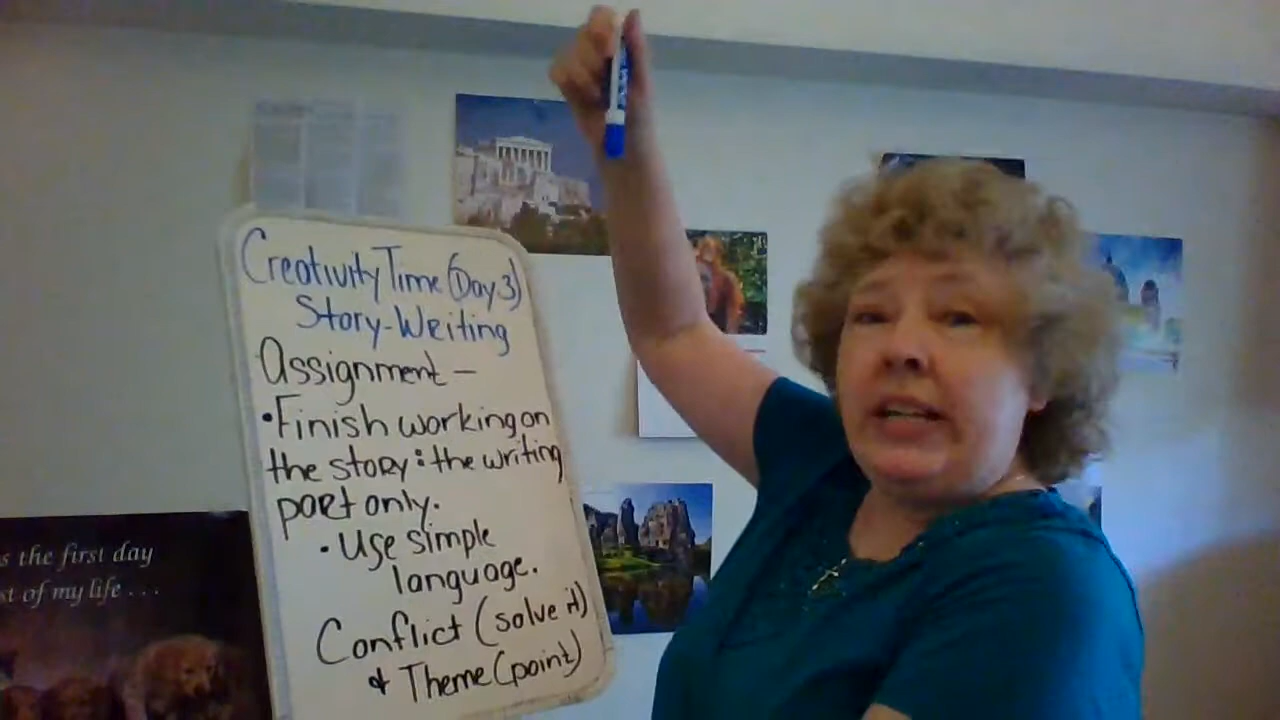 Creativity Time (Day 3)
Story-Writing
Assignment -
• Finish working on
the story: the writing
part only.
• Use simple
language.
Conflict (solve it)
& Theme (point)
s the first day
st of my life . . .
EXPO